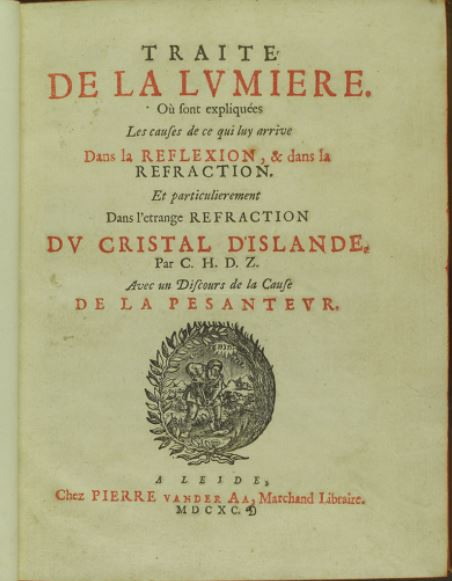 TRAITE
DE LA LVMIERE.
Où ſont expliquées
Les cauſes de ce qui luy arrive
Dans la REFLEXION, & dans la
REFRACTION.
Et particulierement
Dans l'etrange REFRACTION
DV CRISTAL D'ISLANDE,
Par C. H. D. Z.
Avec un Diſcours de la Cauſe
DE LA PESANTEVR.
A LEIDE,
Chez PIERRE VANDER AA, Marchand Libraire.
MDCXC.